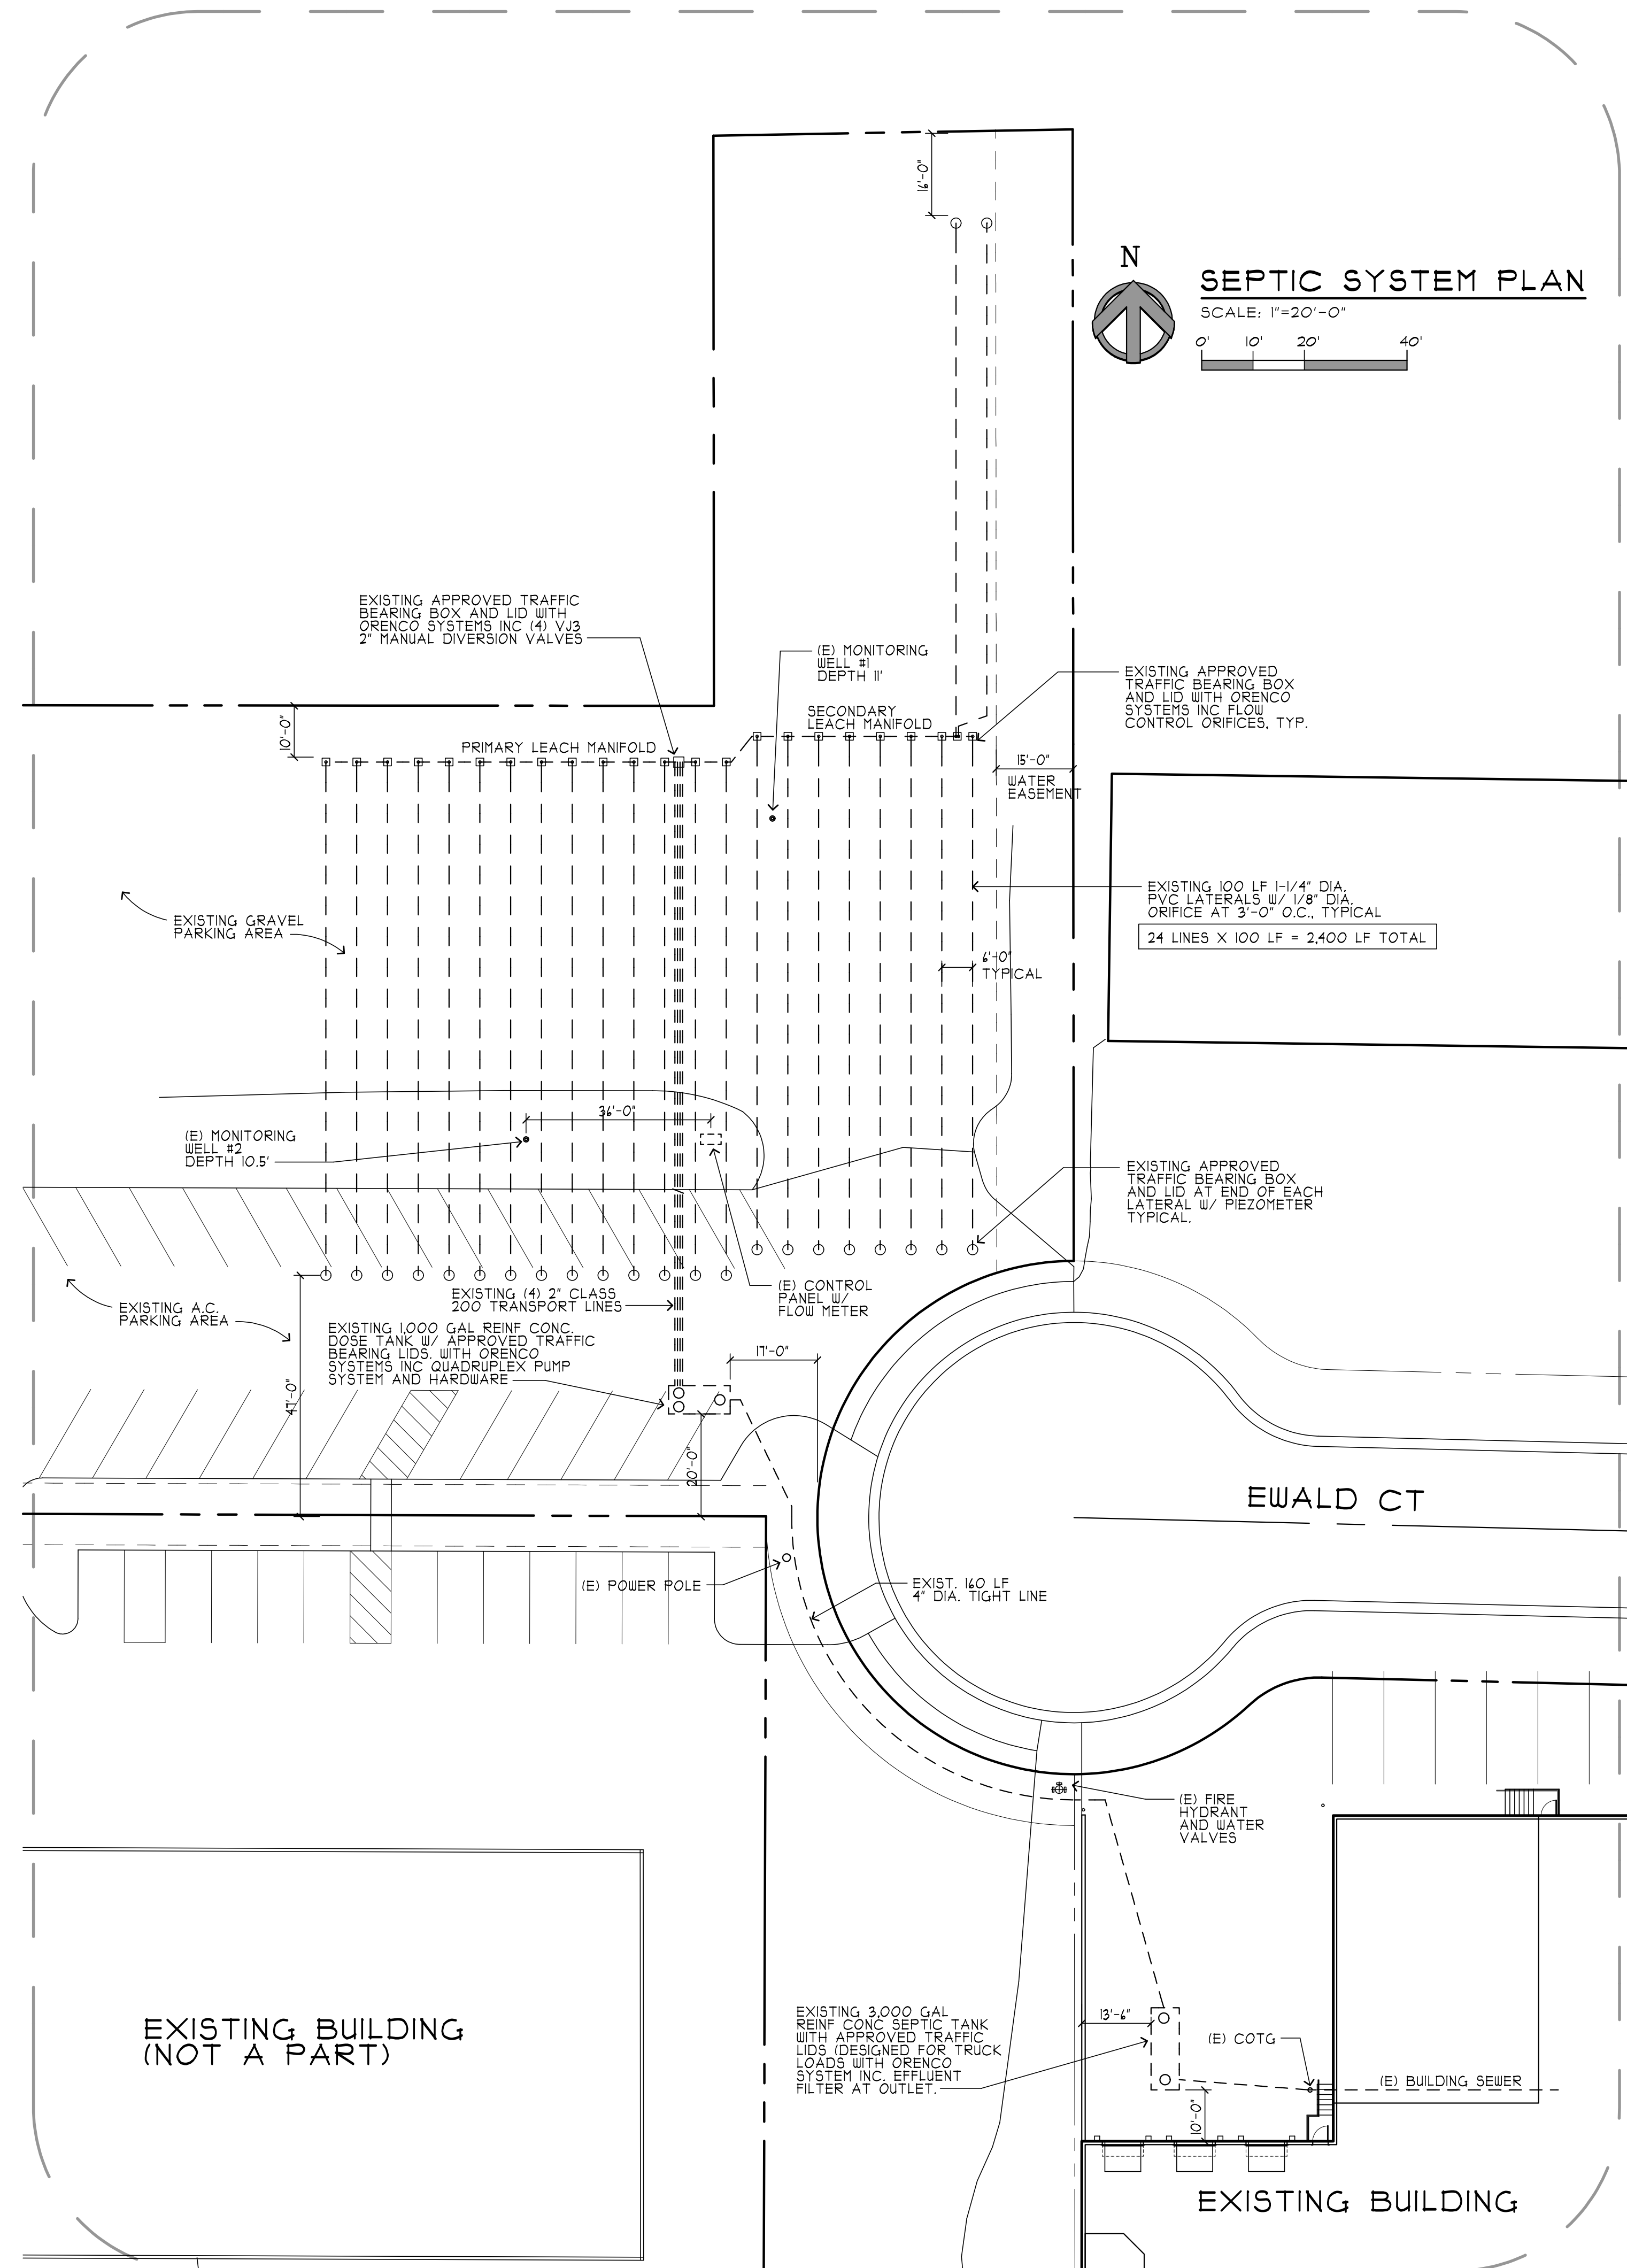 16'-0"
N
SEPTIC SYSTEM PLAN
SCALE: 1"=20'-0"
0' 10' 20' 40'
EXISTING APPROVED TRAFFIC
BEARING BOX AND LID WITH
ORENCO SYSTEMS INC (4) VJ3
2" MANUAL DIVERSION VALVES
(E) MONITORING
WELL #1
DEPTH 11'
EXISTING APPROVED
TRAFFIC BEARING BOX
AND LID WITH ORENCO
SYSTEMS INC FLOW
CONTROL ORIFICES, TYP.
SECONDARY
LEACH MANIFOLD
10'-0"
PRIMARY LEACH MANIFOLD
15'-0"
WATER
EASEMENT
EXISTING 100 LF 1-1/4" DIA.
PVC LATERALS W/ 1/8" DIA.
ORIFICE AT 3'-0" O.C., TYPICAL
24 LINES X 100 LF = 2,400 LF TOTAL
EXISTING GRAVEL
PARKING AREA
6'-0"
TYPICAL
36'-0"
(E) MONITORING
WELL #2
DEPTH 10.5'
EXISTING APPROVED
TRAFFIC BEARING BOX
AND LID AT END OF EACH
LATERAL W/ PIEZOMETER
TYPICAL.
(E) CONTROL
PANEL W/
FLOW METER
EXISTING (4) 2" CLASS
200 TRANSPORT LINES
EXISTING A.C.
PARKING AREA
EXISTING 1,000 GAL REINF CONC.
DOSE TANK W/ APPROVED TRAFFIC
BEARING LIDS. WITH ORENCO
SYSTEMS INC QUADRUPLEX PUMP
SYSTEM AND HARDWARE
17'-0"
47'-0"
20'-0"
EWALD CT
(E) POWER POLE
EXIST. 160 LF
4" DIA. TIGHT LINE
(E) FIRE
HYDRANT
AND WATER
VALVES
EXISTING BUILDING
(NOT A PART)
EXISTING 3,000 GAL
REINF CONC SEPTIC TANK
WITH APPROVED TRAFFIC
LIDS (DESIGNED FOR TRUCK
LOADS WITH ORENCO
SYSTEM INC. EFFLUENT
FILTER AT OUTLET.
13'-6"
(E) COTG
(E) BUILDING SEWER
10'-0"
EXISTING BUILDING